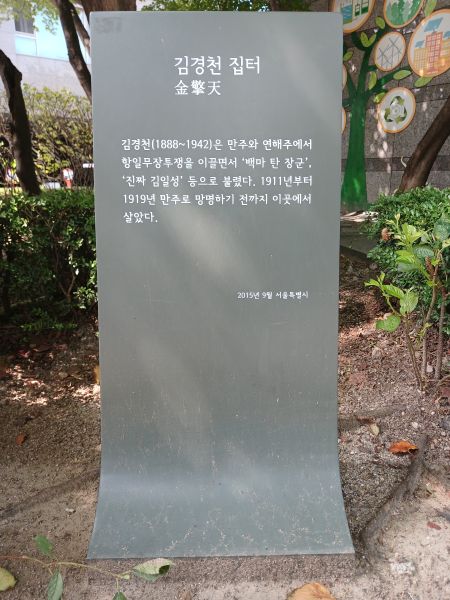 김경천 집터
金擎天
김경천(1888~1942)은 만주와 연해주에서
항일무장투쟁을 이끌면서 ‘백마 탄 장군’,
‘진짜 김일성’ 등으로 불렸다. 1911년부터
1919년 만주로 망명하기 전까지 이곳에서
살았다.
2015년 9월 서울특별시